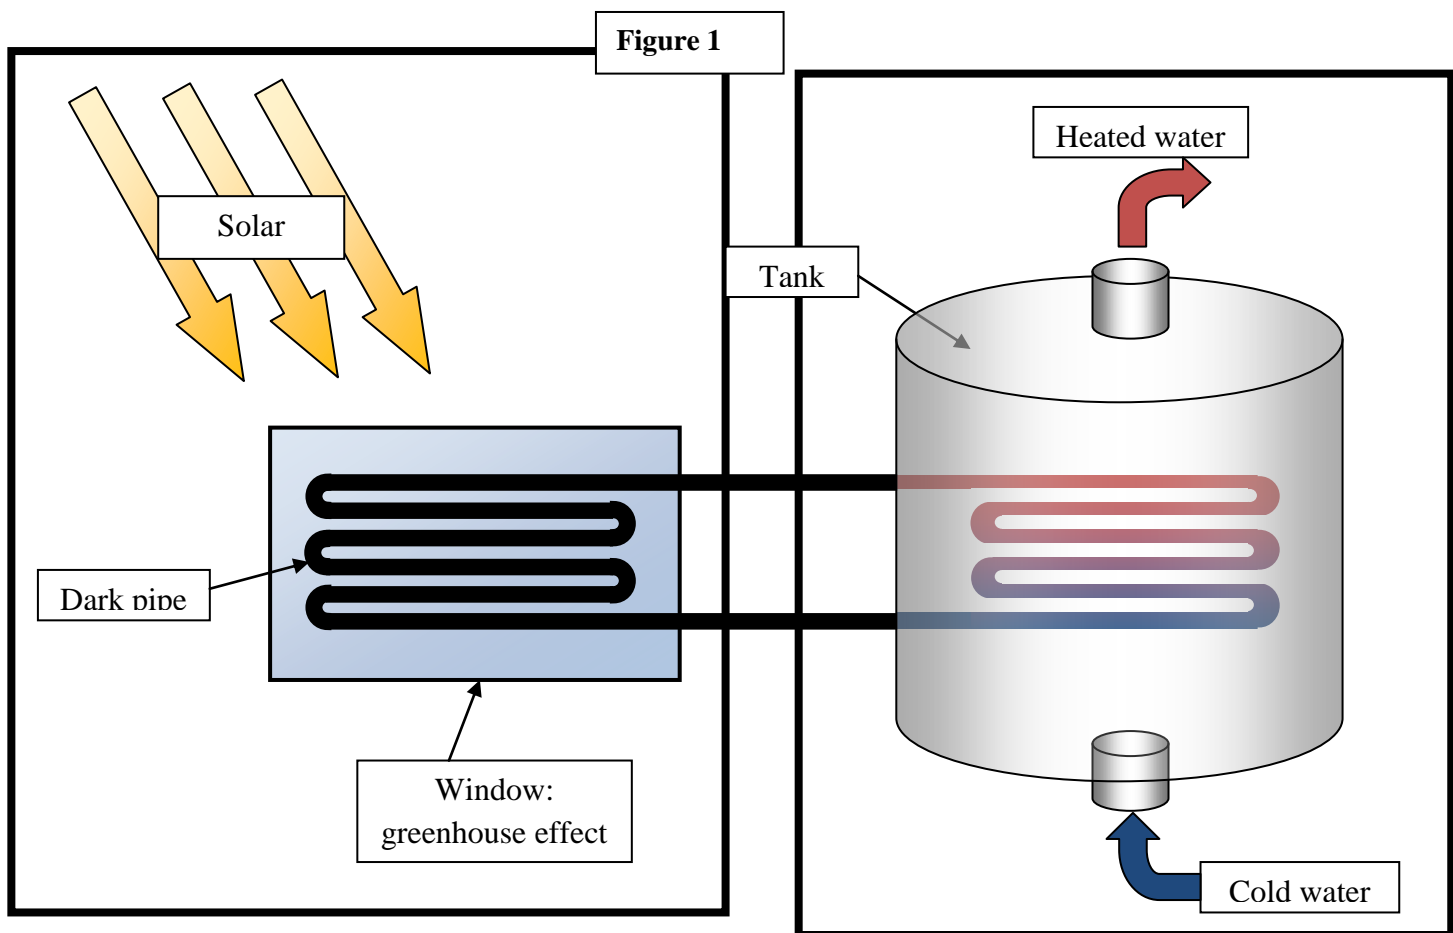 Figure 1
Heated water
Solar
Tank
Dark pipe
Window:
greenhouse effect
Cold water